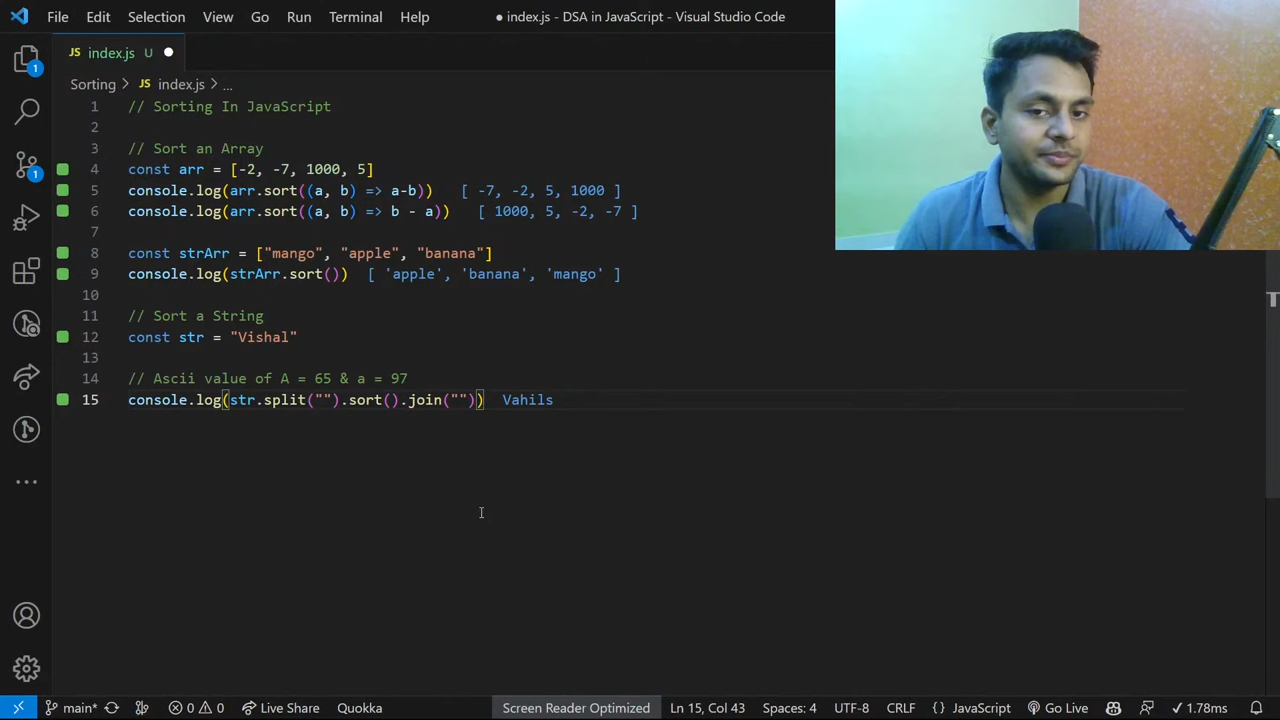 File Edit Selection View Go Run Terminal Help ● index.js - DSA in JavaScript - Visual Studio Code
JS index.js U ●
Sorting > JS index.js > ...
1 // Sorting In JavaScript
2
3 // Sort an Array
4 const arr = [-2, -7, 1000, 5]
5 console.log(arr.sort((a, b) => a-b)) [ -7, -2, 5, 1000 ]
6 console.log(arr.sort((a, b) => b - a)) [ 1000, 5, -2, -7 ]
7
8 const strArr = ["mango", "apple", "banana"]
9 console.log(strArr.sort()) [ 'apple', 'banana', 'mango' ]
10
11 // Sort a String
12 const str = "Vishal"
13
14 // Ascii value of A = 65 & a = 97
15 console.log(str.split("").sort().join("")) Vahils
1
1
main* 0 0 Live Share Quokka Screen Reader Optimized Ln 15, Col 43 Spaces: 4 UTF-8 CRLF {} JavaScript Go Live ✓ 1.78ms